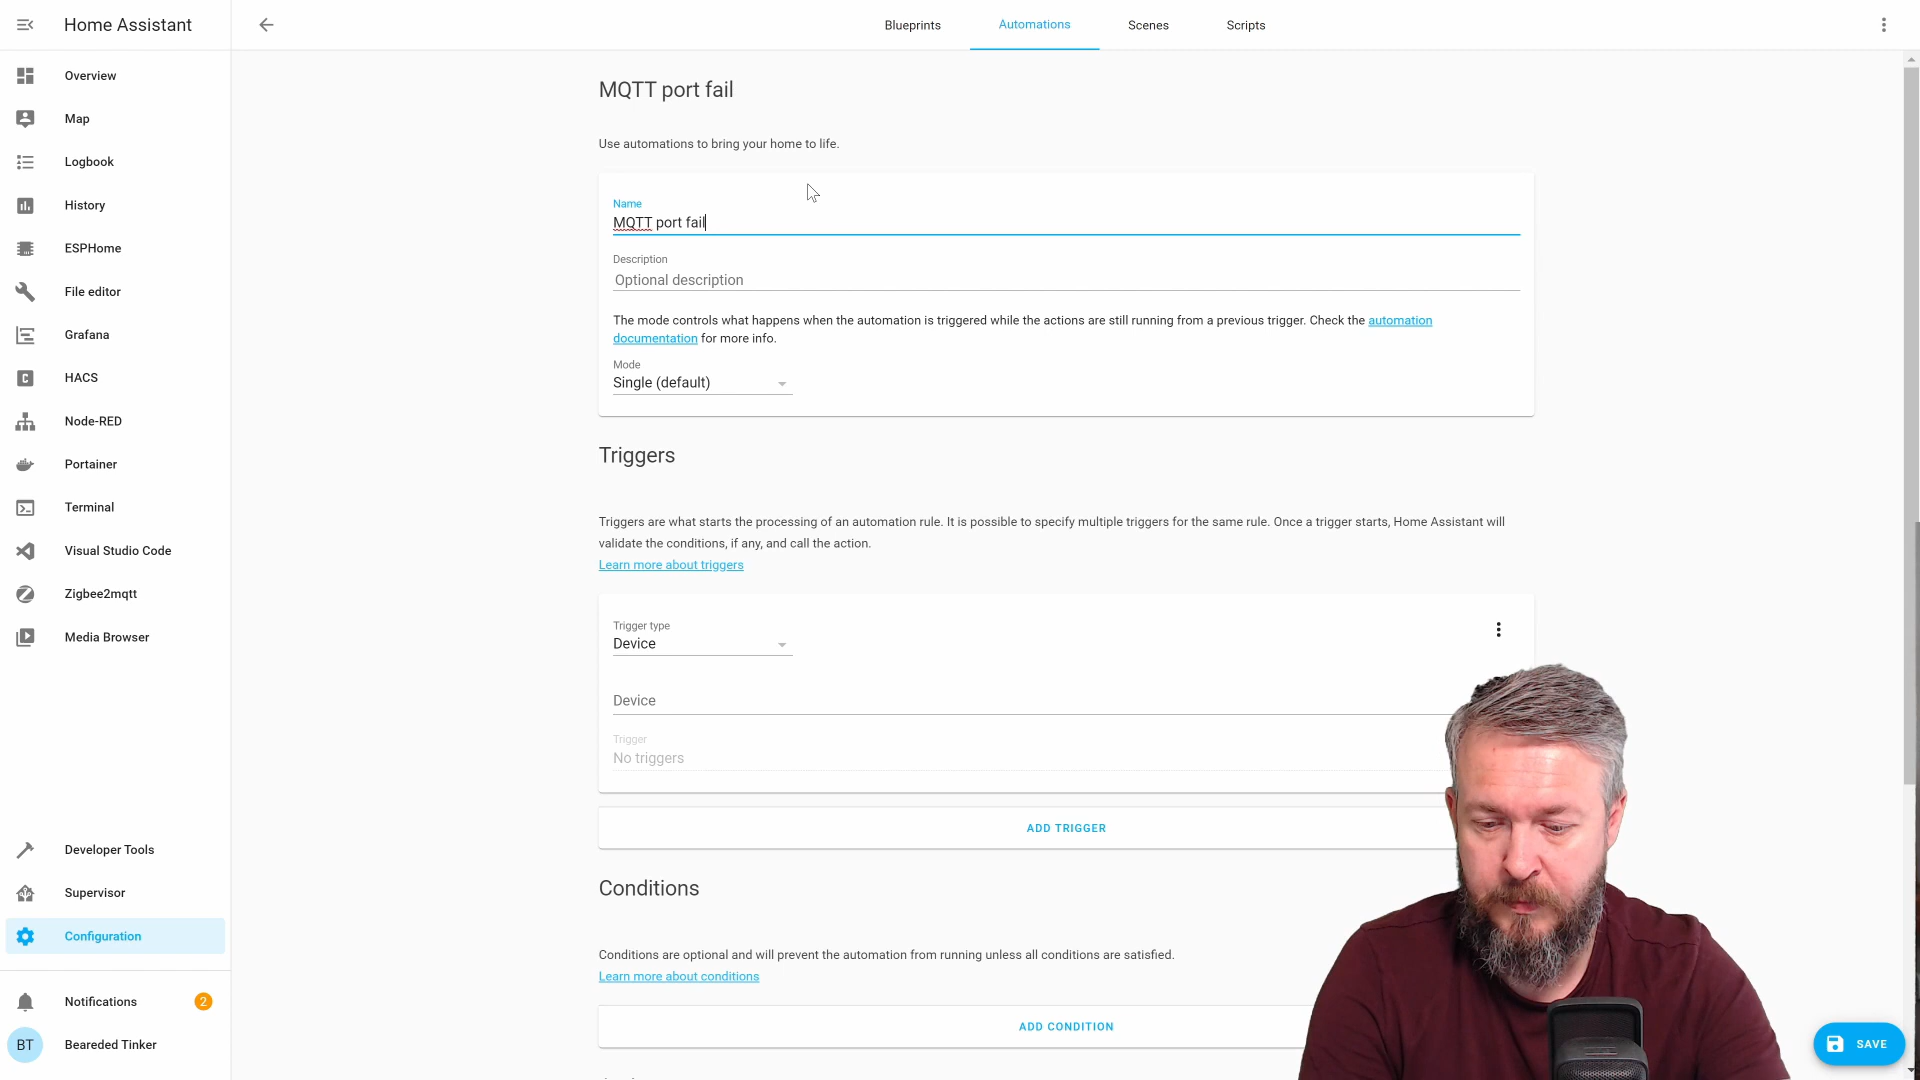 Home Assistant
Blueprints
Automations
Scenes
Scripts
Overview
Map
Logbook
History
ESPHome
File editor
Grafana
HACS
Node-RED
Portainer
Terminal
Visual Studio Code
Zigbee2mqtt
Media Browser
Developer Tools
Supervisor
Configuration
Notifications
2
BT
Beareded Tinker
MQTT port fail
Use automations to bring your home to life.
Name
MQTT port fail
Description
Optional description
The mode controls what happens when the automation is triggered while the actions are still running from a previous trigger. Check the automation
documentation for more info.
Mode
Single (default)
Triggers
Triggers are what starts the processing of an automation rule. It is possible to specify multiple triggers for the same rule. Once a trigger starts, Home Assistant will
validate the conditions, if any, and call the action.
Learn more about triggers
Trigger type
Device
Device
Trigger
No triggers
ADD TRIGGER
Conditions
Conditions are optional and will prevent the automation from running unless all conditions are satisfied.
Learn more about conditions
ADD CONDITION
SAVE